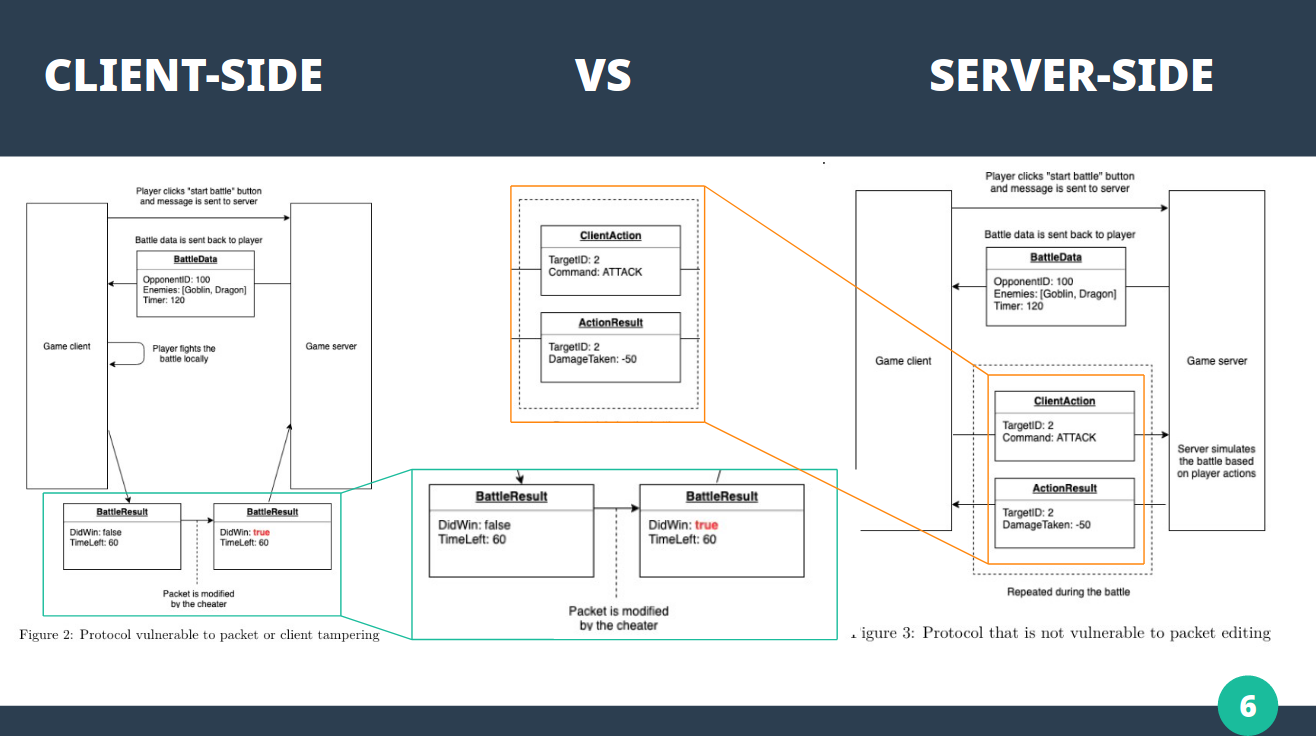 CLIENT-SIDE
VS
SERVER-SIDE
Player clicks "start battle" button
and message is sent to server
Battle data is sent back to player
BattleData
OpponentID: 100
Enemies: [Goblin, Dragon]
Timer: 120
Game client
Player fights the
battle locally
Game server
BattleResult
DidWin: false
TimeLeft: 60
BattleResult
DidWin: true
TimeLeft: 60
Packet is modified
by the cheater
Figure 2: Protocol vulnerable to packet or client tampering
ClientAction
TargetID: 2
Command: ATTACK
ActionResult
TargetID: 2
DamageTaken: -50
BattleResult
DidWin: false
TimeLeft: 60
BattleResult
DidWin: true
TimeLeft: 60
Packet is modified
by the cheater
Player clicks "start battle" button
and message is sent to server
Battle data is sent back to player
BattleData
OpponentID: 100
Enemies: [Goblin, Dragon]
Timer: 120
Game client
Game server
ClientAction
TargetID: 2
Command: ATTACK
Server simulates
the battle based
on player actions
ActionResult
TargetID: 2
DamageTaken: -50
Repeated during the battle
igure 3: Protocol that is not vulnerable to packet editing
6